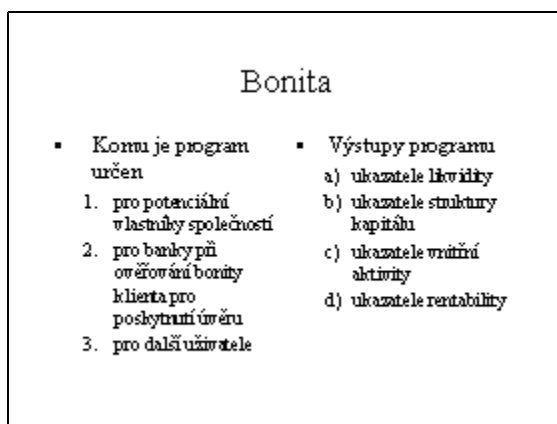 Bonita
▪ Komu je program
určen
1. pro potenciální
vlastníky společností
2. pro banky při
ověřování bonity
klienta pro
poskytnutí úvěru
3. pro další uživatele
▪ Výstupy programu
a) ukazatele likvidity
b) ukazatele struktury
kapitálu
c) ukazatele vnitřní
aktivity
d) ukazatele rentability